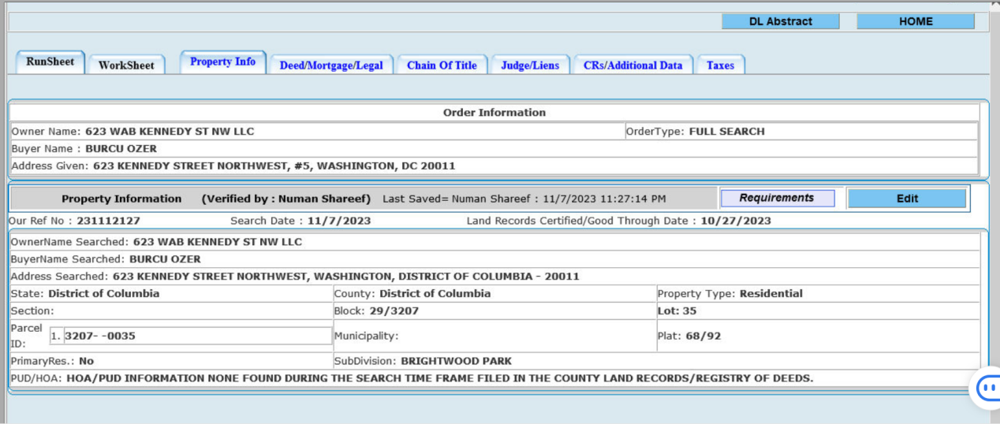 DL Abstract HOME
RunSheet WorkSheet Property Info Deed/Mortgage/Legal Chain Of Title Judge/Liens CRs/Additional Data Taxes
Order Information
Owner Name: 623 WAB KENNEDY ST NW LLC OrderType: FULL SEARCH
Buyer Name : BURCU OZER
Address Given: 623 KENNEDY STREET NORTHWEST, #5, WASHINGTON, DC 20011
Property Information (Verified by : Numan Shareef) Last Saved= Numan Shareef : 11/7/2023 11:27:14 PM Requirements Edit
Our Ref No : 231112127 Search Date : 11/7/2023 Land Records Certified/Good Through Date : 10/27/2023
OwnerName Searched: 623 WAB KENNEDY ST NW LLC
BuyerName Searched: BURCU OZER
Address Searched: 623 KENNEDY STREET NORTHWEST, WASHINGTON, DISTRICT OF COLUMBIA - 20011
State: District of Columbia County: District of Columbia Property Type: Residential
Section: Block: 29/3207 Lot: 35
Parcel ID: 1. 3207- -0035 Municipality: Plat: 68/92
PrimaryRes.: No SubDivision: BRIGHTWOOD PARK
PUD/HOA: HOA/PUD INFORMATION NONE FOUND DURING THE SEARCH TIME FRAME FILED IN THE COUNTY LAND RECORDS/REGISTRY OF DEEDS.